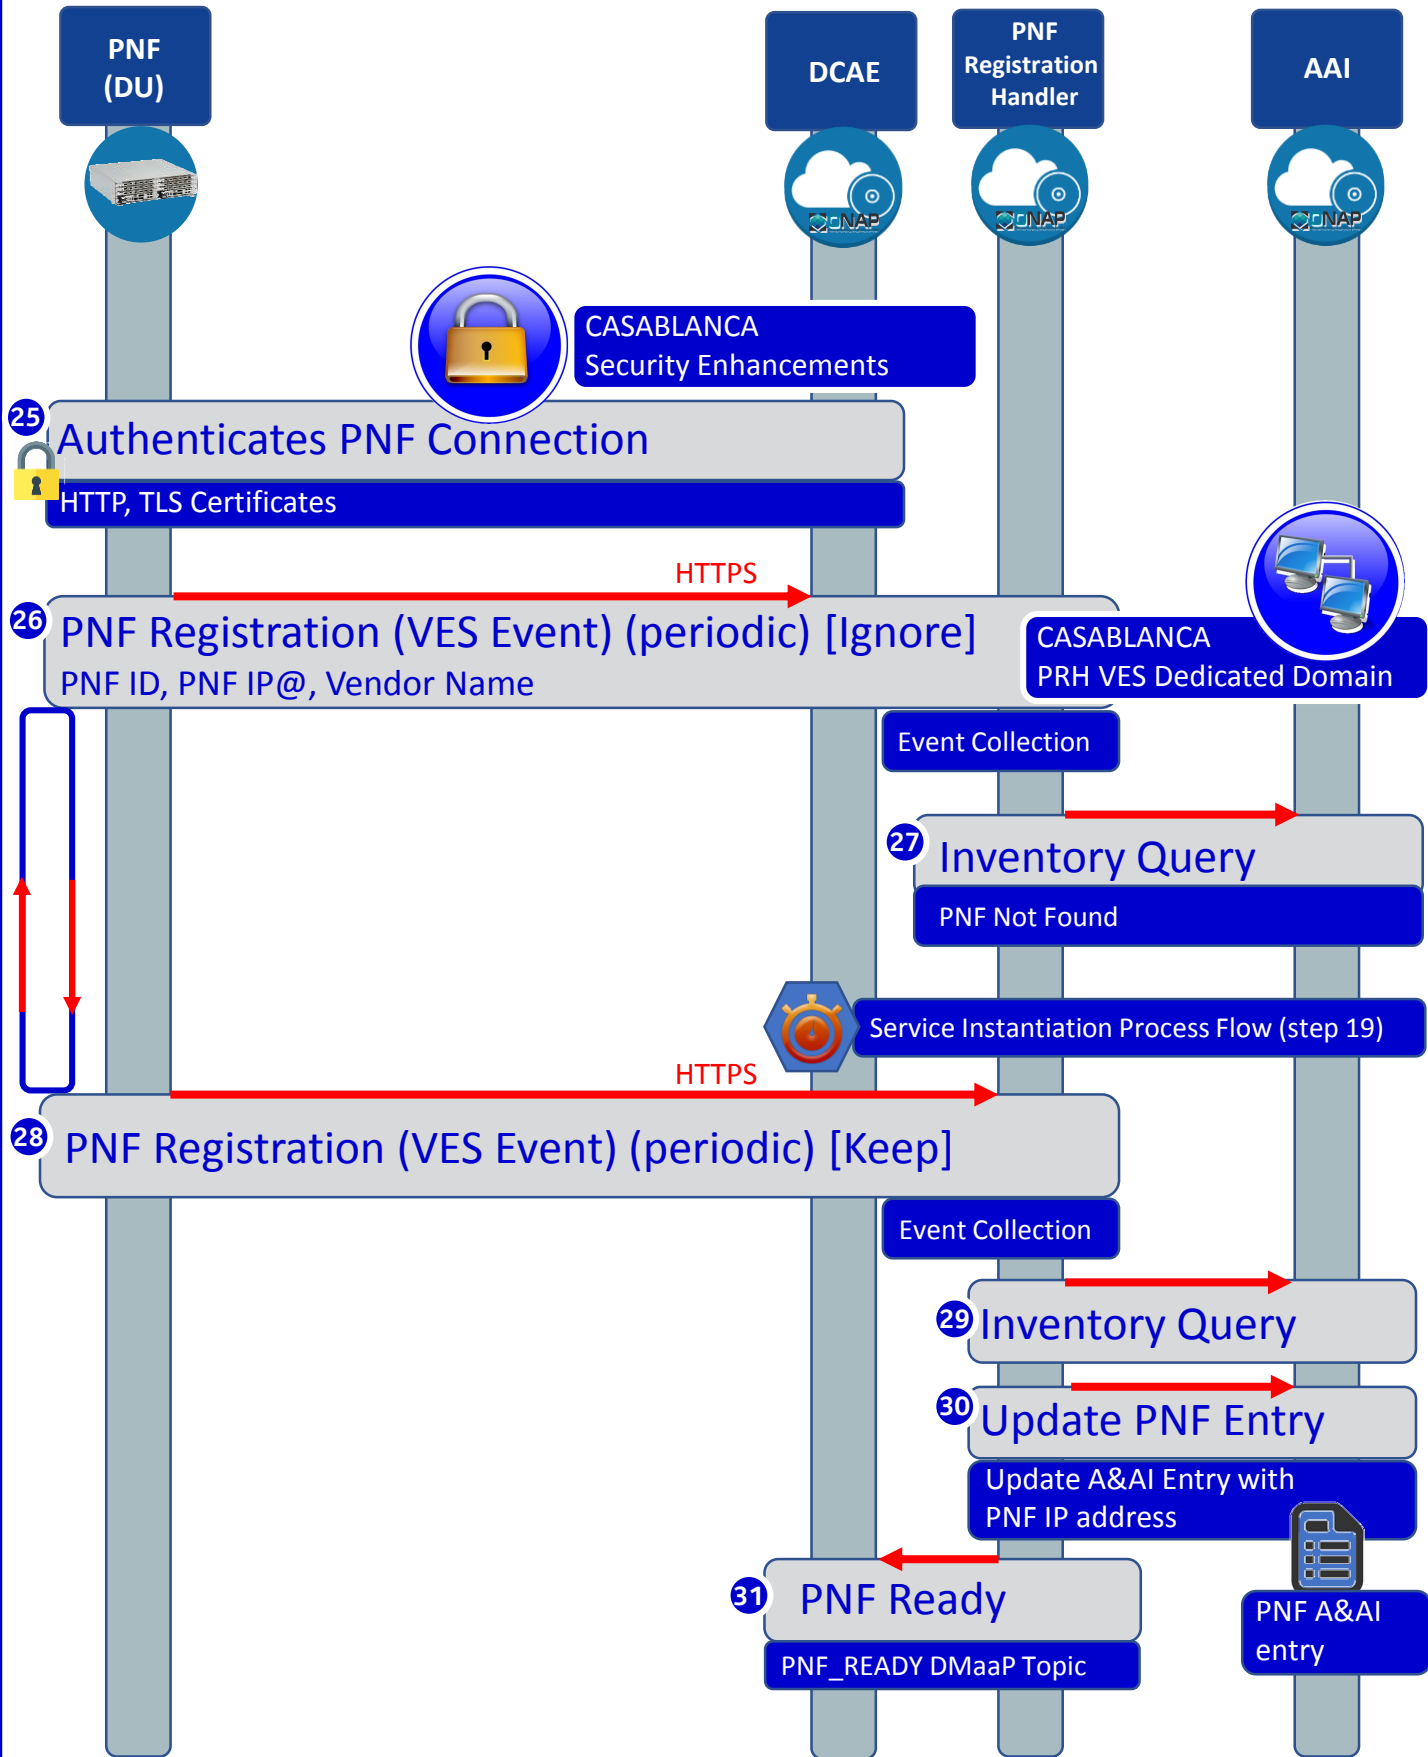 PNF
(DU)
DCAE
PNF
Registration
Handler
AAI
ONAP
ONAP
ONAP
CASABLANCA
Security Enhancements
25
Authenticates PNF Connection
HTTP, TLS Certificates
HTTPS
26
PNF Registration (VES Event) (periodic) [Ignore]
PNF ID, PNF IP@, Vendor Name
CASABLANCA
PRH VES Dedicated Domain
Event Collection
27
Inventory Query
PNF Not Found
Service Instantiation Process Flow (step 19)
HTTPS
28
PNF Registration (VES Event) (periodic) [Keep]
Event Collection
29
Inventory Query
30
Update PNF Entry
Update A&AI Entry with
PNF IP address
31
PNF Ready
PNF_READY DMaaP Topic
PNF A&AI
entry